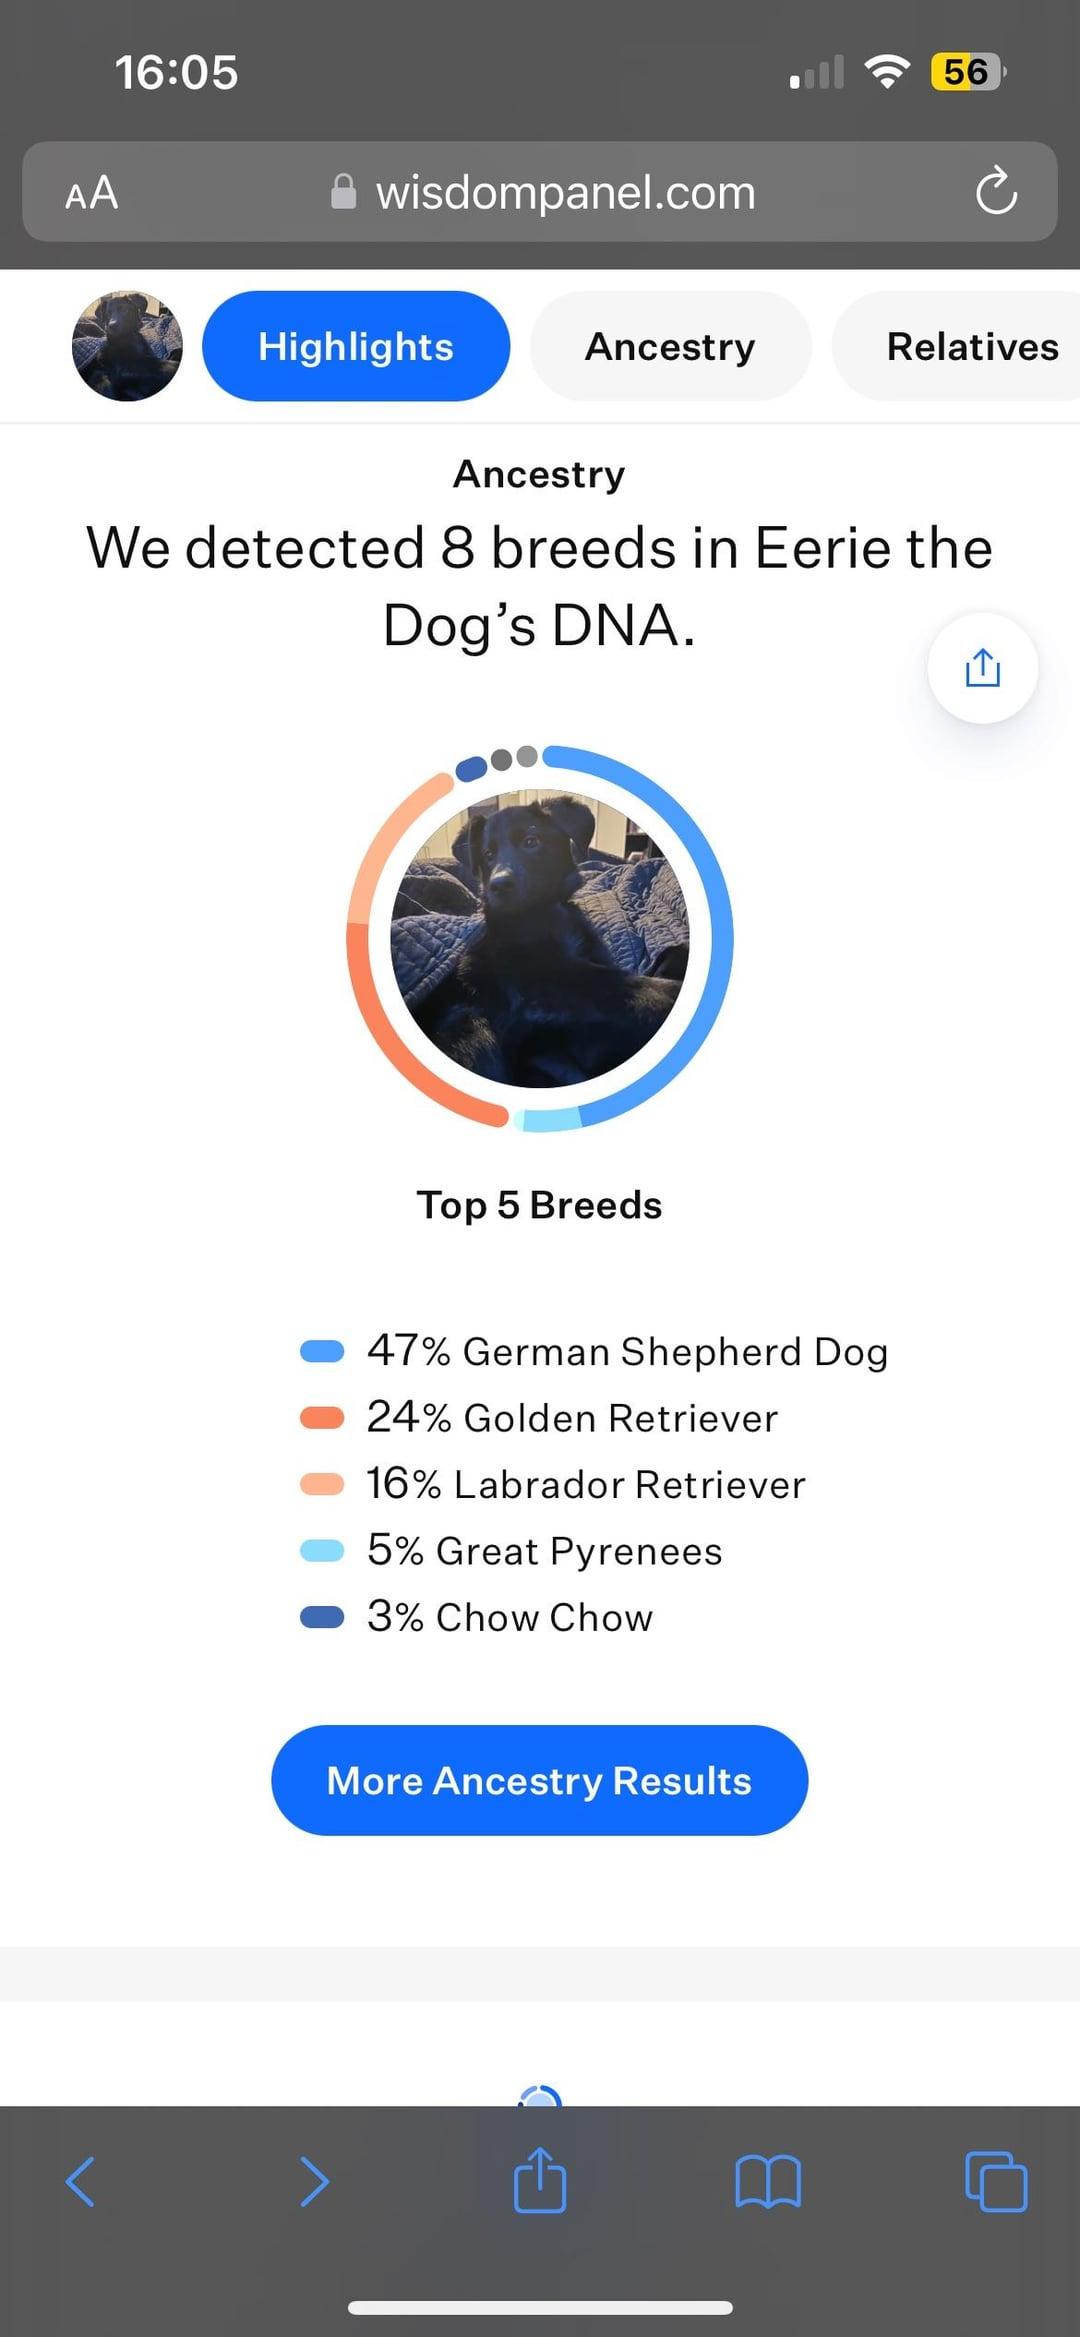 16:05
56
AA wisdompanel.com
Highlights Ancestry Relatives
Ancestry
We detected 8 breeds in Eerie the
Dog’s DNA.
Top 5 Breeds
47% German Shepherd Dog
24% Golden Retriever
16% Labrador Retriever
5% Great Pyrenees
3% Chow Chow
More Ancestry Results